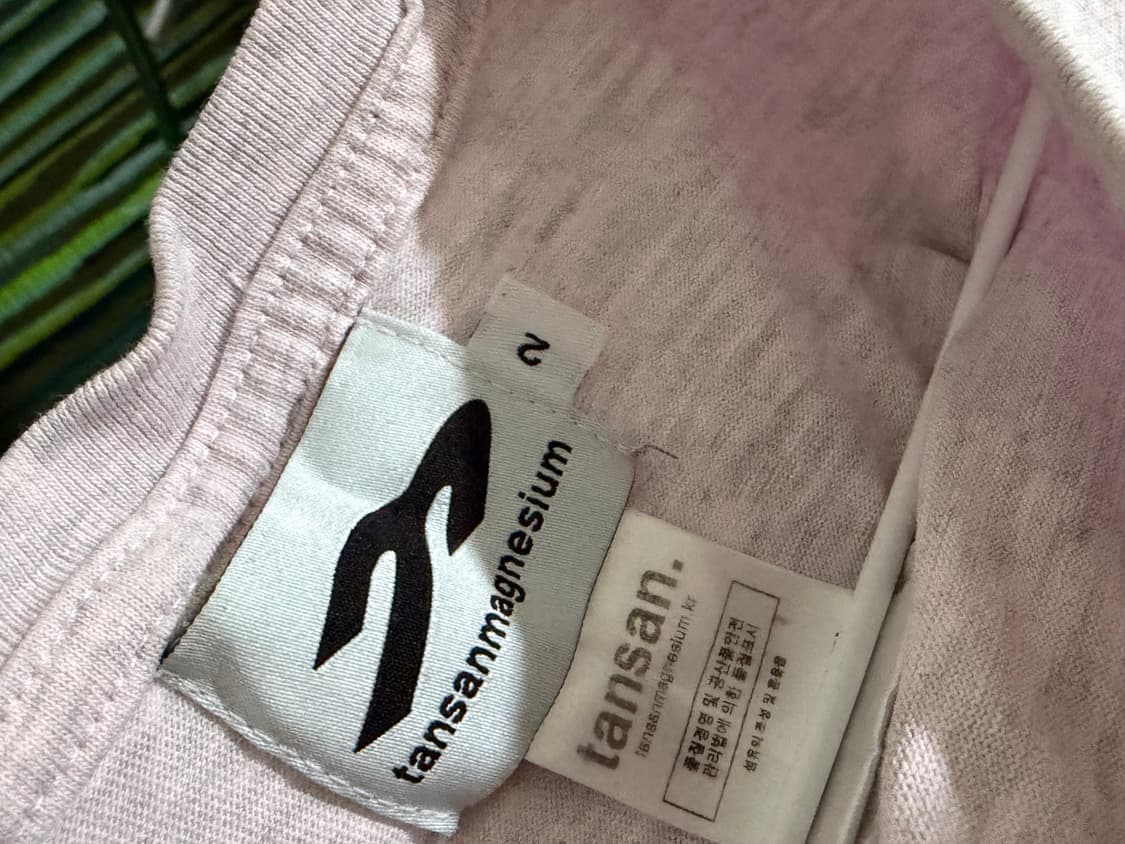 2
tansanmagnesium
tansan.
tansanmagnesium.kr
품질경영 및 공산품안전
관리법에 의한 품질표시
섬유의 조성 및 혼용율